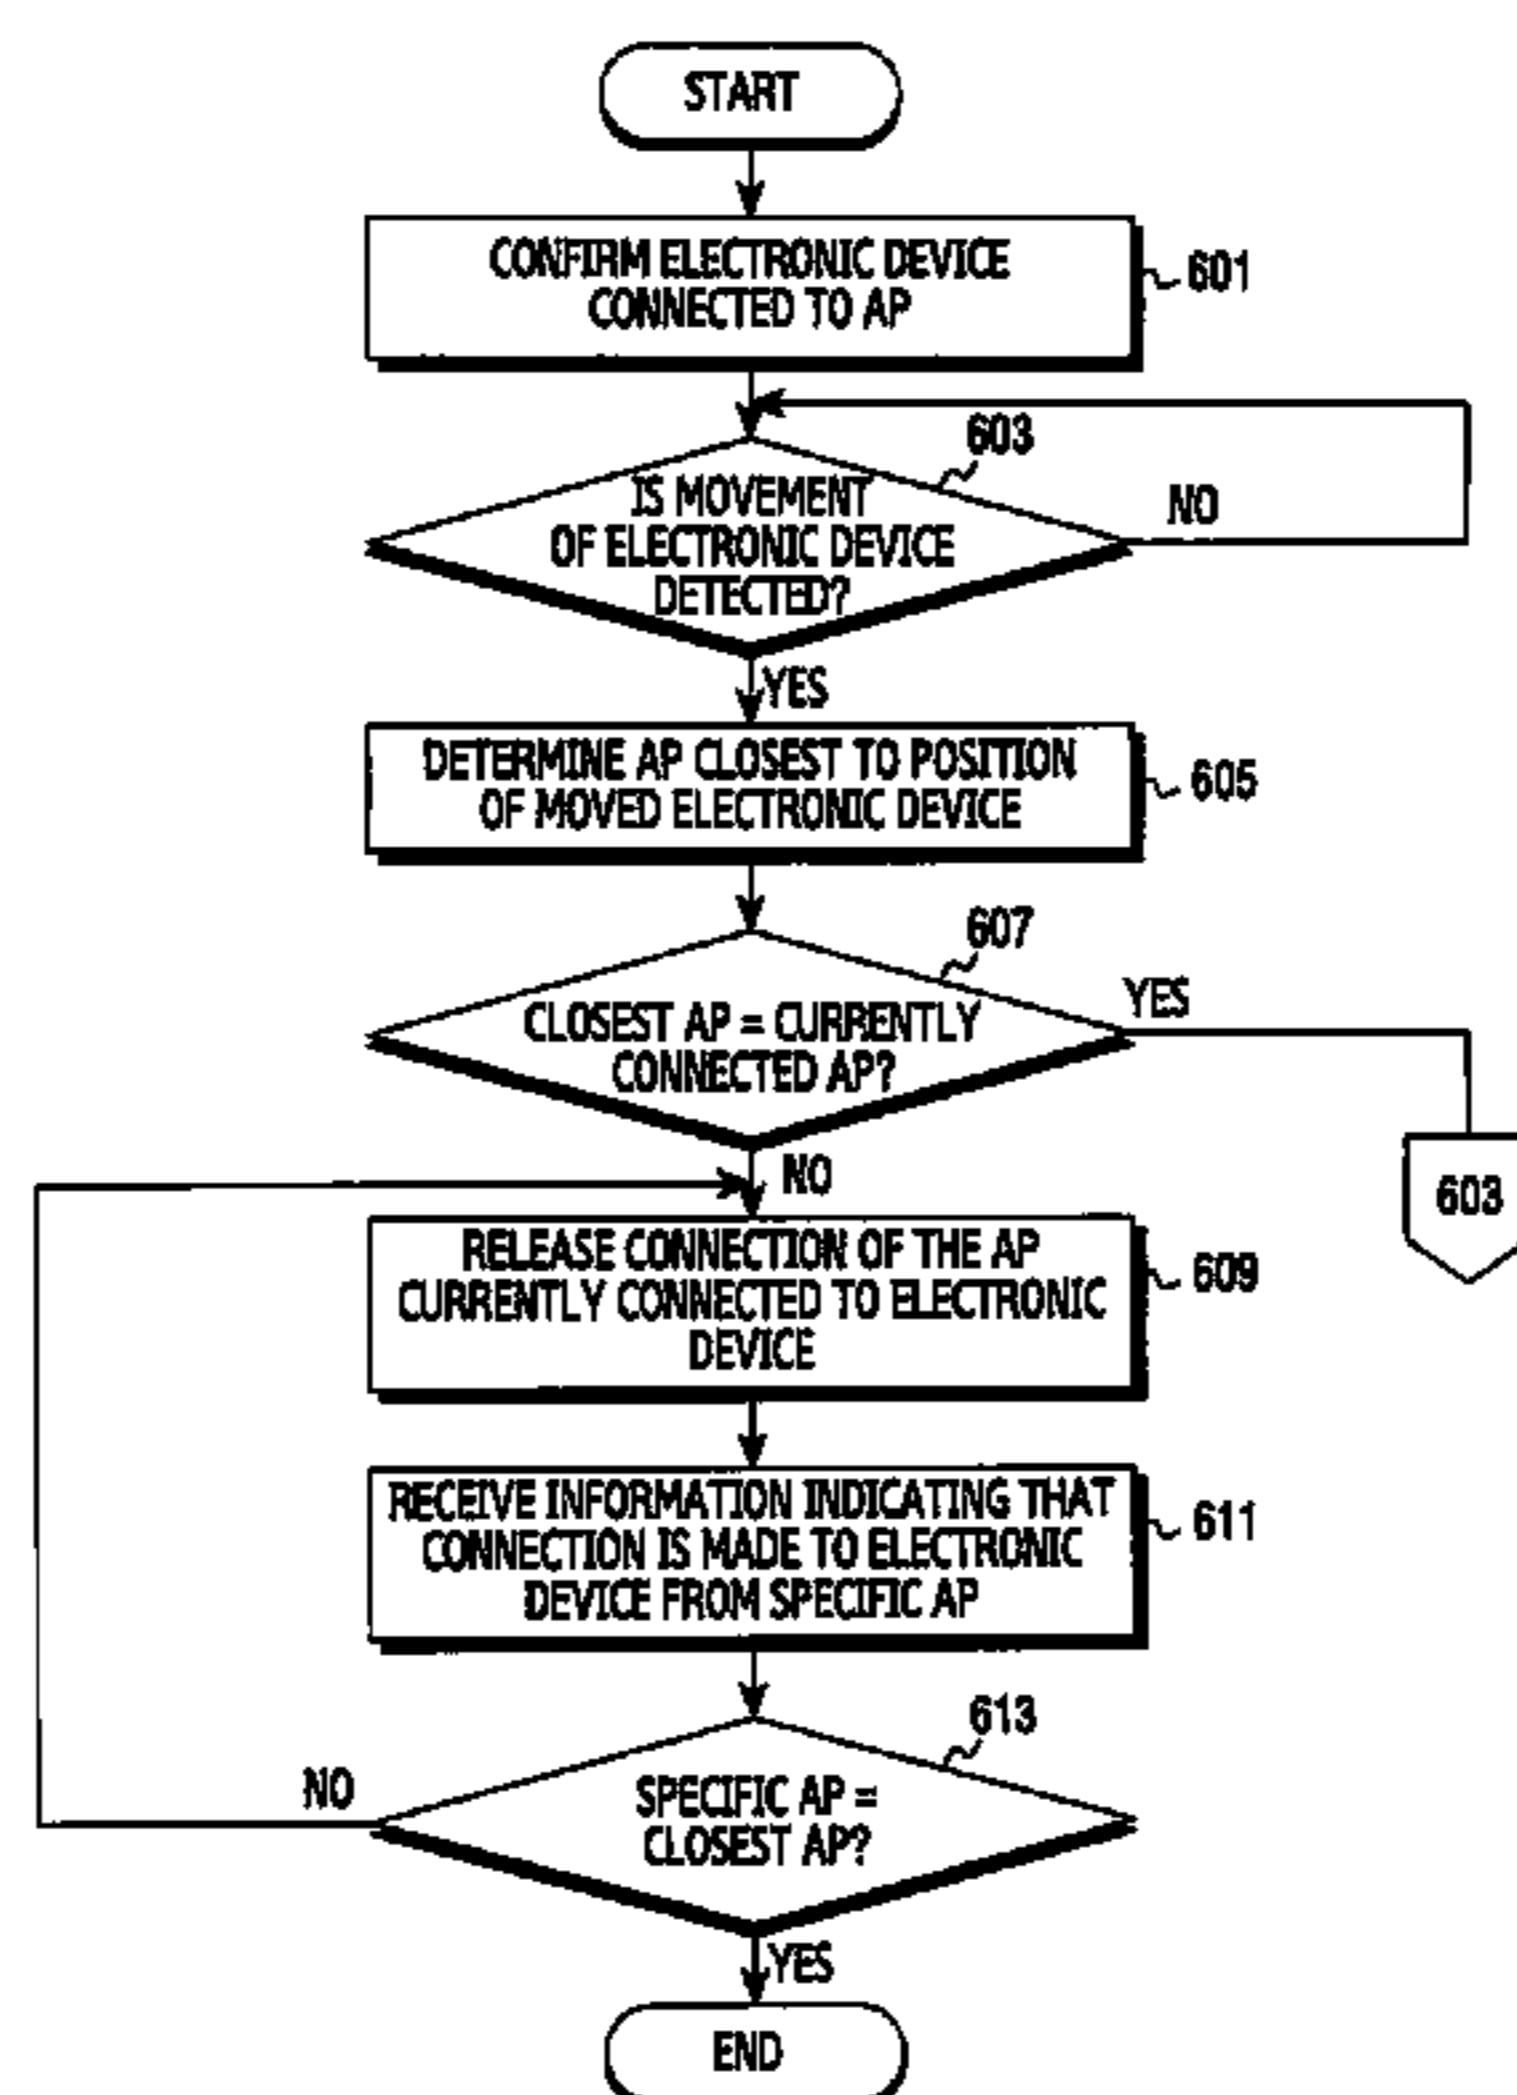 START
CONFIRM ELECTRONIC DEVICE
CONNECTED TO AP
601
603
IS MOVEMENT
OF ELECTRONIC DEVICE
DETECTED?
NO
YES
DETERMINE AP CLOSEST TO POSITION
OF MOVED ELECTRONIC DEVICE
605
607
CLOSEST AP = CURRENTLY
CONNECTED AP?
YES
NO
603
RELEASE CONNECTION OF THE AP
CURRENTLY CONNECTED TO ELECTRONIC
DEVICE
609
RECEIVE INFORMATION INDICATING THAT
CONNECTION IS MADE TO ELECTRONIC
DEVICE FROM SPECIFIC AP
611
613
NO
SPECIFIC AP =
CLOSEST AP?
YES
END